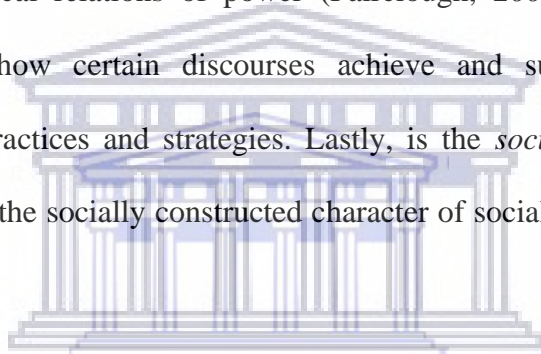 relations of power (Fairclough, 200
how certain discourses achieve and su
ractices and strategies. Lastly, is the soci
the socially constructed character of social